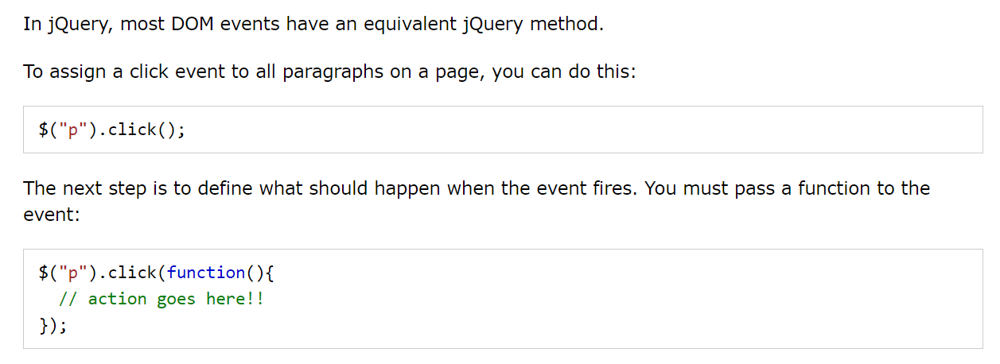 In jQuery, most DOM events have an equivalent jQuery method.
To assign a click event to all paragraphs on a page, you can do this:
$("p").click();
The next step is to define what should happen when the event fires. You must pass a function to the
event:
$("p").click(function(){
  // action goes here!!
});